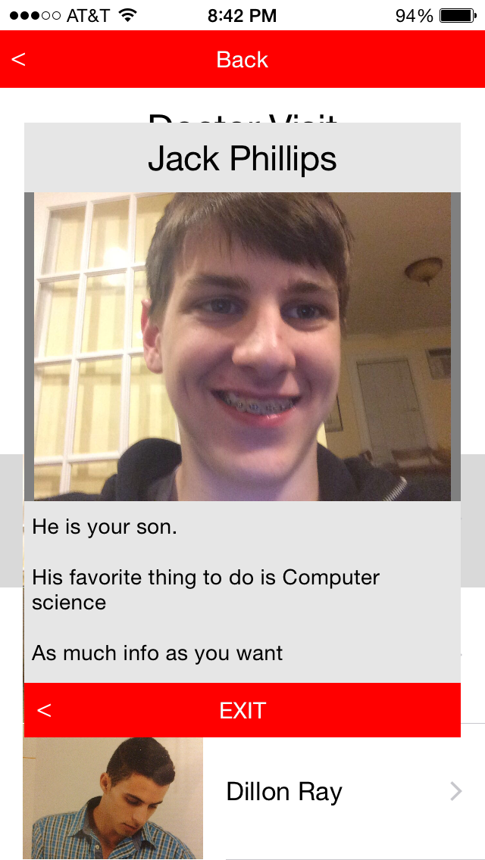 AT&T 8:42 PM 94%
< Back
Doctor Visit
Jack Phillips
He is your son.
His favorite thing to do is Computer
science
As much info as you want
< EXIT
Dillon Ray